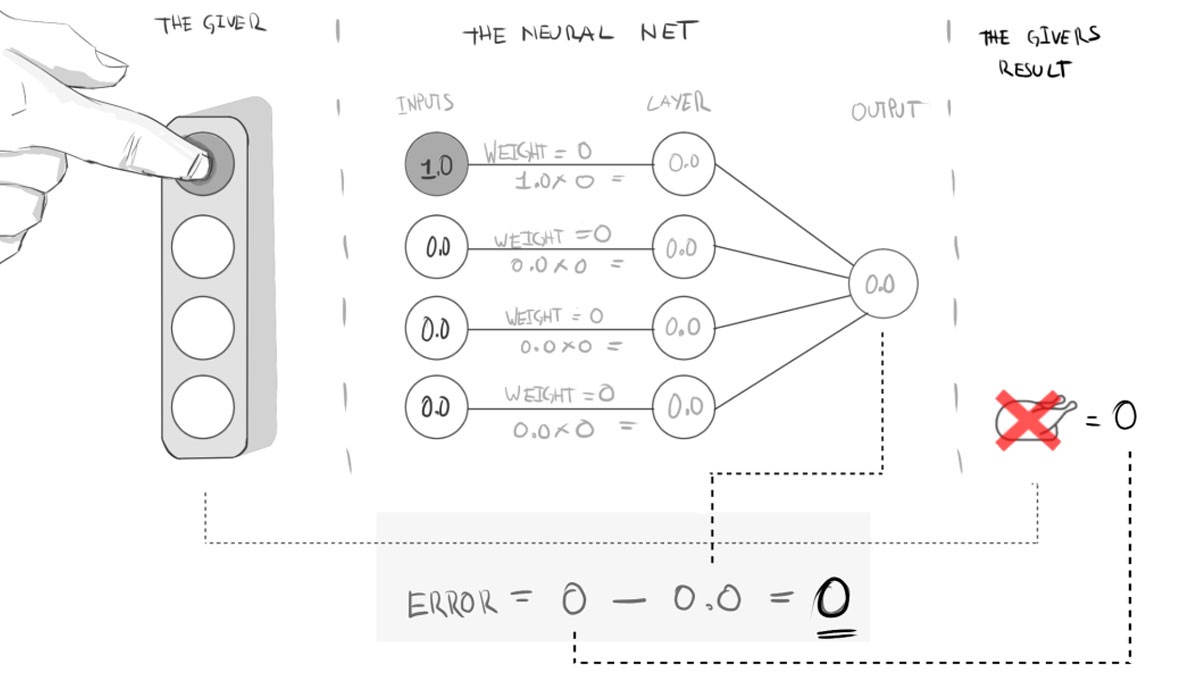 THE GIVER
THE NEURAL NET
THE GIVERS
RESULT
INPUTS
LAYER
OUTPUT
1.0
WEIGHT = 0
1.0 × 0 =
0.0
0.0
WEIGHT = 0
0.0 × 0 =
0.0
0.0
0.0
WEIGHT = 0
0.0 × 0 =
0.0
0.0
WEIGHT = 0
0.0 × 0 =
0.0
= 0
ERROR = 0 – 0.0 = 0